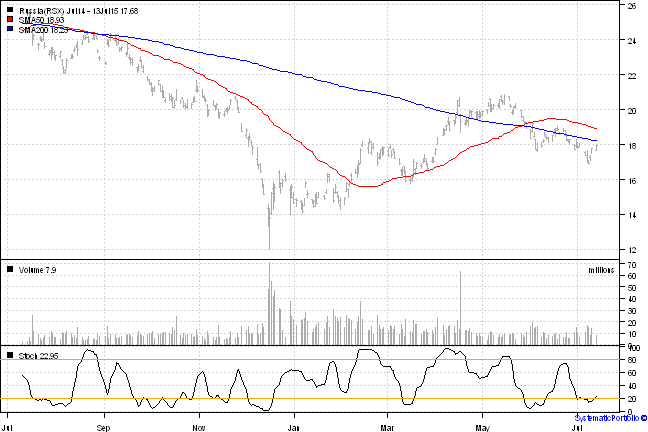 Russia(RSX) Jul14 - 13Jul15 17.68
SMA50 18.93
SMA200 18.23
26
24
22
20
18
16
14
12
Volume 7.9
millions
70
60
50
40
30
20
10
0
Stoch 22.95
100
80
60
40
20
0
Jul Sep Nov Jan Mar May Jul
SystematicPortfolio ©